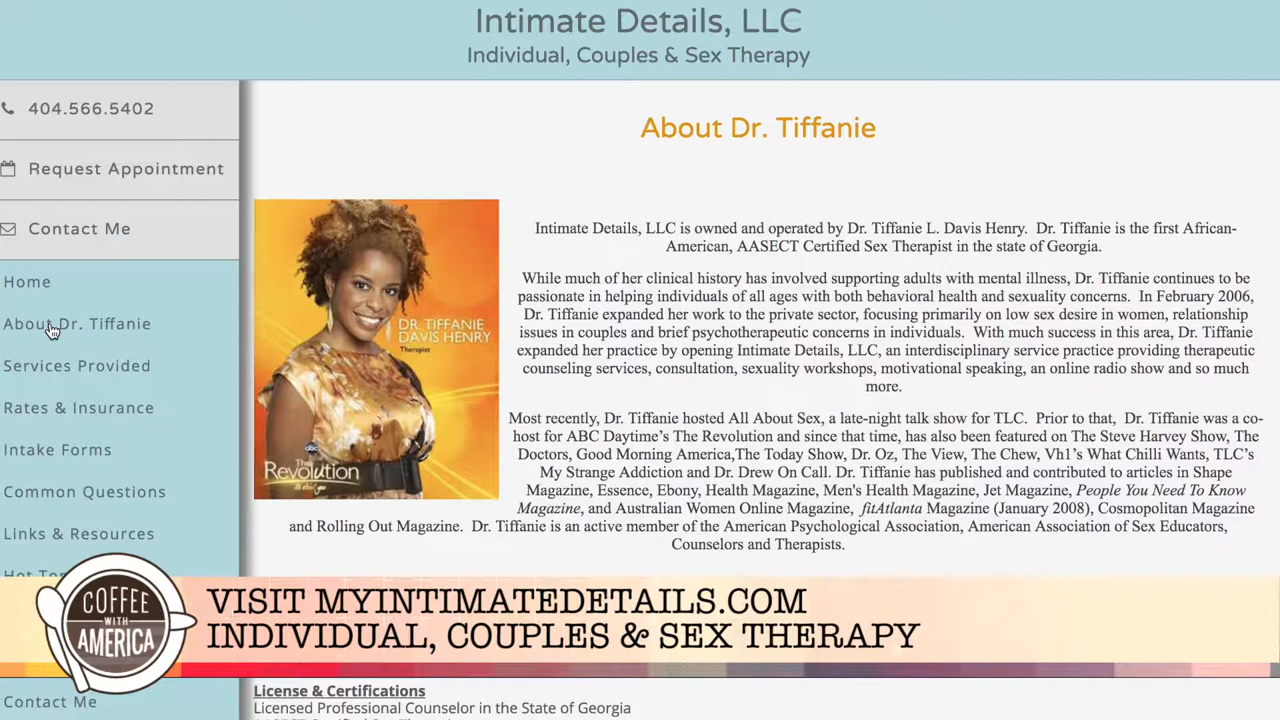 Intimate Details, LLC
Individual, Couples & Sex Therapy
404.566.5402
Request Appointment
Contact Me
Home
About Dr. Tiffanie
Services Provided
Rates & Insurance
Intake Forms
Common Questions
Links & Resources
Contact Me
About Dr. Tiffanie
DR. TIFFANIE
DAVIS HENRY
Therapist
abc
The
Revolution
Intimate Details, LLC is owned and operated by Dr. Tiffanie L. Davis Henry. Dr. Tiffanie is the first African-
American, AASECT Certified Sex Therapist in the state of Georgia.
While much of her clinical history has involved supporting adults with mental illness, Dr. Tiffanie continues to be
passionate in helping individuals of all ages with both behavioral health and sexuality concerns. In February 2006,
Dr. Tiffanie expanded her work to the private sector, focusing primarily on low sex desire in women, relationship
issues in couples and brief psychotherapeutic concerns in individuals. With much success in this area, Dr. Tiffanie
expanded her practice by opening Intimate Details, LLC, an interdisciplinary service practice providing therapeutic
counseling services, consultation, sexuality workshops, motivational speaking, an online radio show and so much
more.
Most recently, Dr. Tiffanie hosted All About Sex, a late-night talk show for TLC. Prior to that, Dr. Tiffanie was a co-
host for ABC Daytime's The Revolution and since that time, has also been featured on The Steve Harvey Show, The
Doctors, Good Morning America,The Today Show, Dr. Oz, The View, The Chew, Vh1's What Chilli Wants, TLC's
My Strange Addiction and Dr. Drew On Call. Dr. Tiffanie has published and contributed to articles in Shape
Magazine, Essence, Ebony, Health Magazine, Men's Health Magazine, Jet Magazine, People You Need To Know
Magazine, and Australian Women Online Magazine, fitAtlanta Magazine (January 2008), Cosmopolitan Magazine
and Rolling Out Magazine. Dr. Tiffanie is an active member of the American Psychological Association, American Association of Sex Educators,
Counselors and Therapists.
COFFEE
WITH
AMERICA
VISIT MYINTIMATEDETAILS.COM
INDIVIDUAL, COUPLES & SEX THERAPY
License & Certifications
Licensed Professional Counselor in the State of Georgia